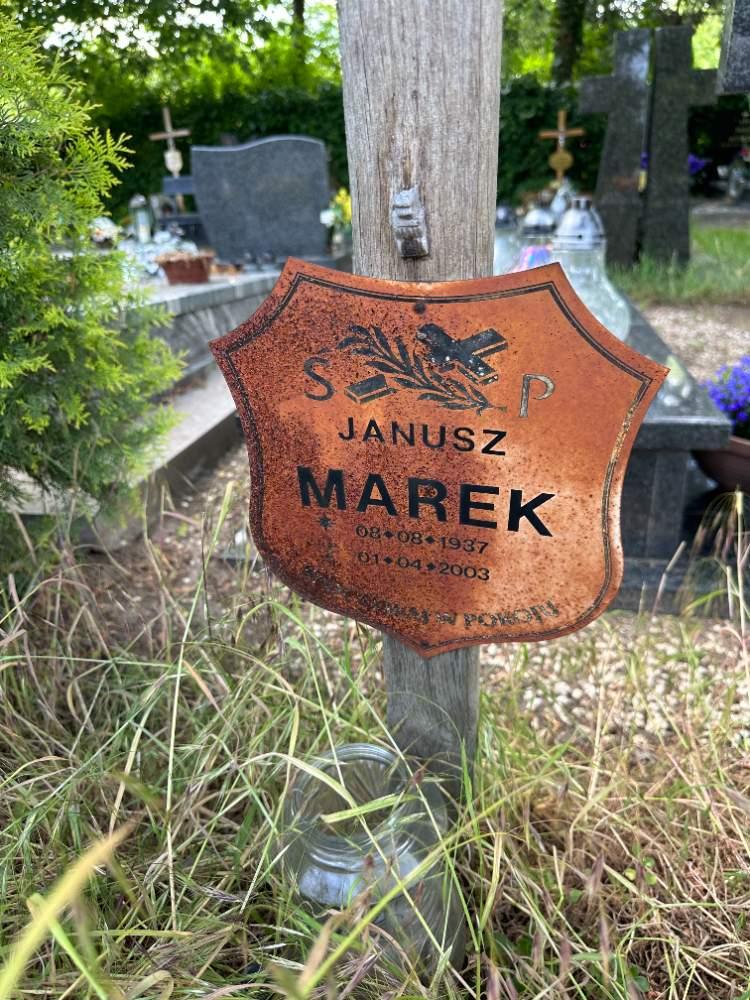 S P
JANUSZ
MAREK
* 08•08•1937
01•04•2003
W POKOJU